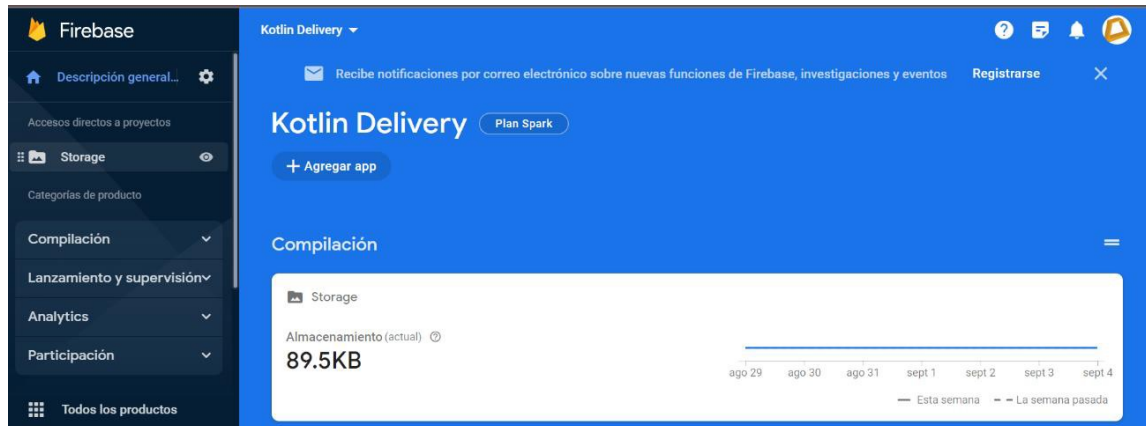 Firebase
Kotlin Delivery
Descripción general...
Recibe notificaciones por correo electrónico sobre nuevas funciones de Firebase, investigaciones y eventos Registrarse
Accesos directos a proyectos
Storage
Categorías de producto
Compilación
Lanzamiento y supervisión
Analytics
Participación
Todos los productos
Kotlin Delivery Plan Spark
+ Agregar app
Compilación
Storage
Almacenamiento (actual)
89.5KB
ago 29 ago 30 ago 31 sept 1 sept 2 sept 3 sept 4
Esta semana La semana pasada